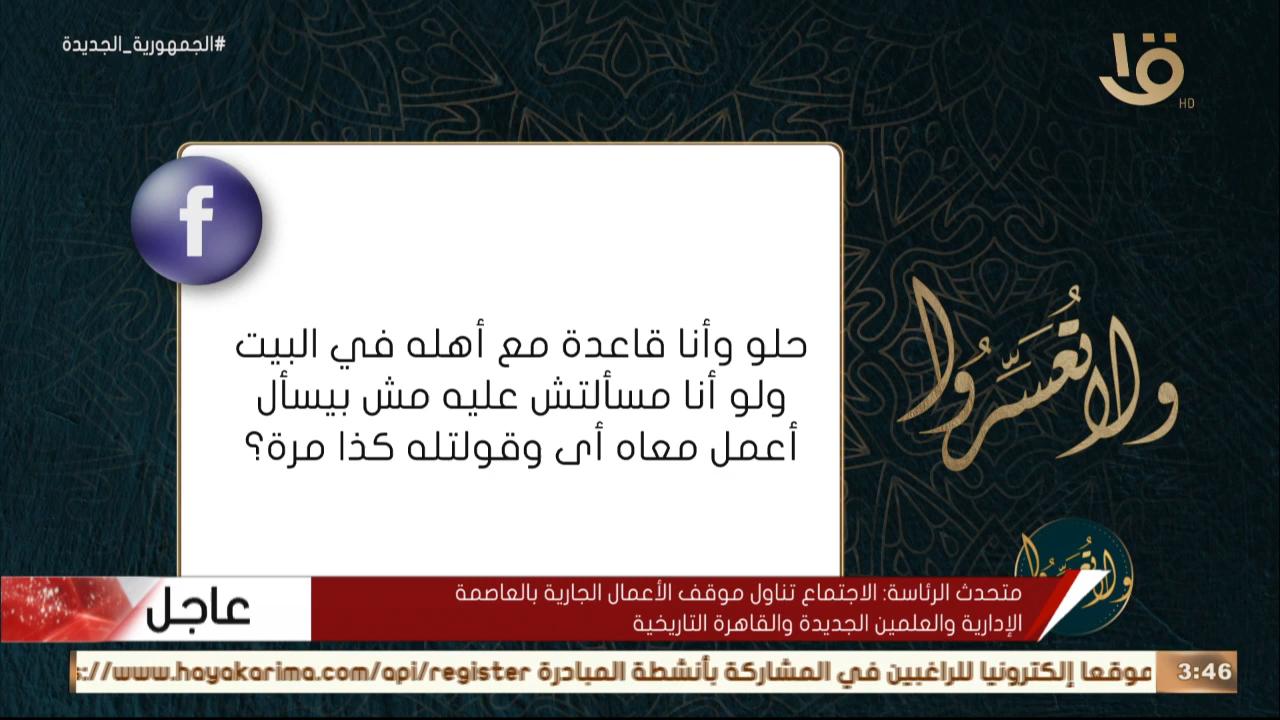 #الجمهورية_الجديدة
HD
حلو وأنا قاعدة مع أهله في البيت
ولو أنا مسألتش عليه مش بيسأل
أعمل معاه أى وقولتله كذا مرة؟
ولا تُعسِّروا
عاجل
متحدث الرئاسة: الاجتماع تناول موقف الأعمال الجارية بالعاصمة
الإدارية والعلمين الجديدة والقاهرة التاريخية
3:46
موقعا إلكترونيا للراغبين في المشاركة بأنشطة المبادرة s://www.hayakarima.com/api/register